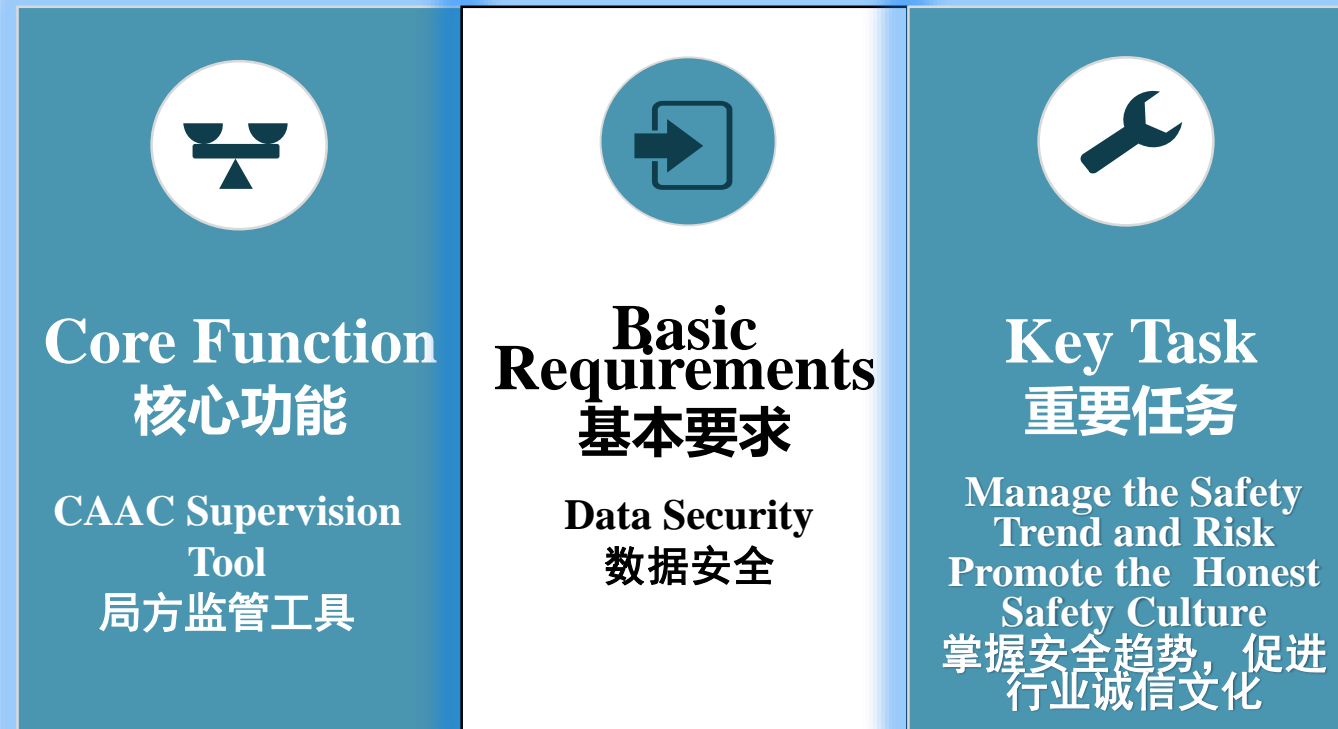 Core Function
核心功能
CAAC Supervision
Tool
局方监管工具
Basic
Requirements
基本要求
Data Security
数据安全
Key Task
重要任务
Manage the Safety
Trend and Risk
Promote the  Honest
Safety Culture
掌握安全趋势，促进
行业诚信文化